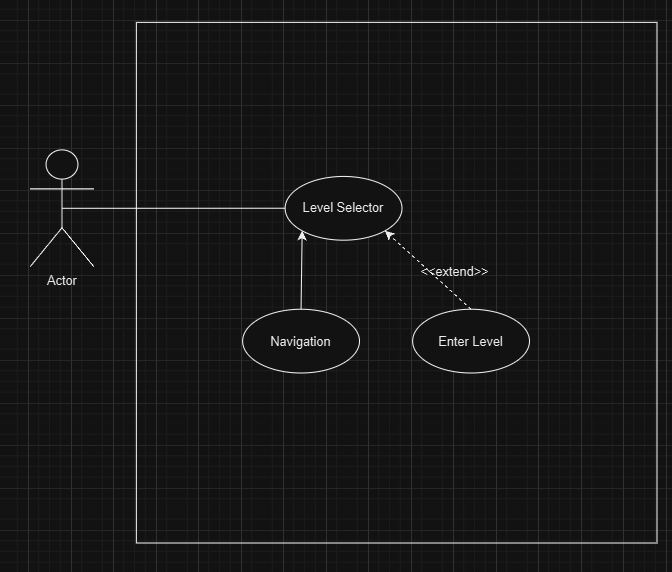 Level Selector
<<extend>>
Actor
Navigation
Enter Level